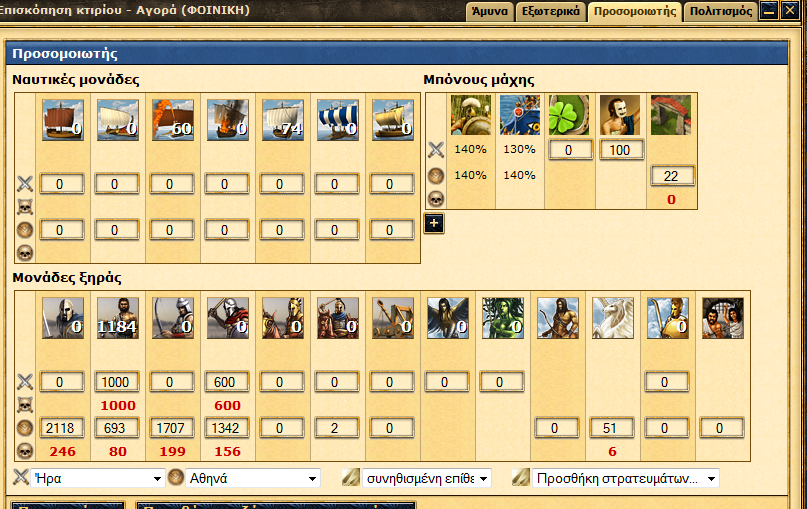 Επισκόπηση κτιρίου - Αγορά (ΦΟΙΝΙΚΗ) Άμυνα Εξωτερικά Προσομοιωτής Πολιτισμός
Προσομοιωτής
Ναυτικές μονάδες Μπόνους μάχης
0 0 60 0 74 0 0
140% 130% 0 100
0 0 0 0 0 0 0
140% 140% 22
0
0 0 0 0 0 0 0
+
Μονάδες ξηράς
0 1184 0 0 0 0 0 0 0 0
0 1000 0 600 0 0 0 0 0 0
1000 600
2118 693 1707 1342 0 2 0 0 51 0 0
246 80 199 156 6
Ήρα Αθηνά συνηθισμένη επίθε Προσθήκη στρατευμάτων...